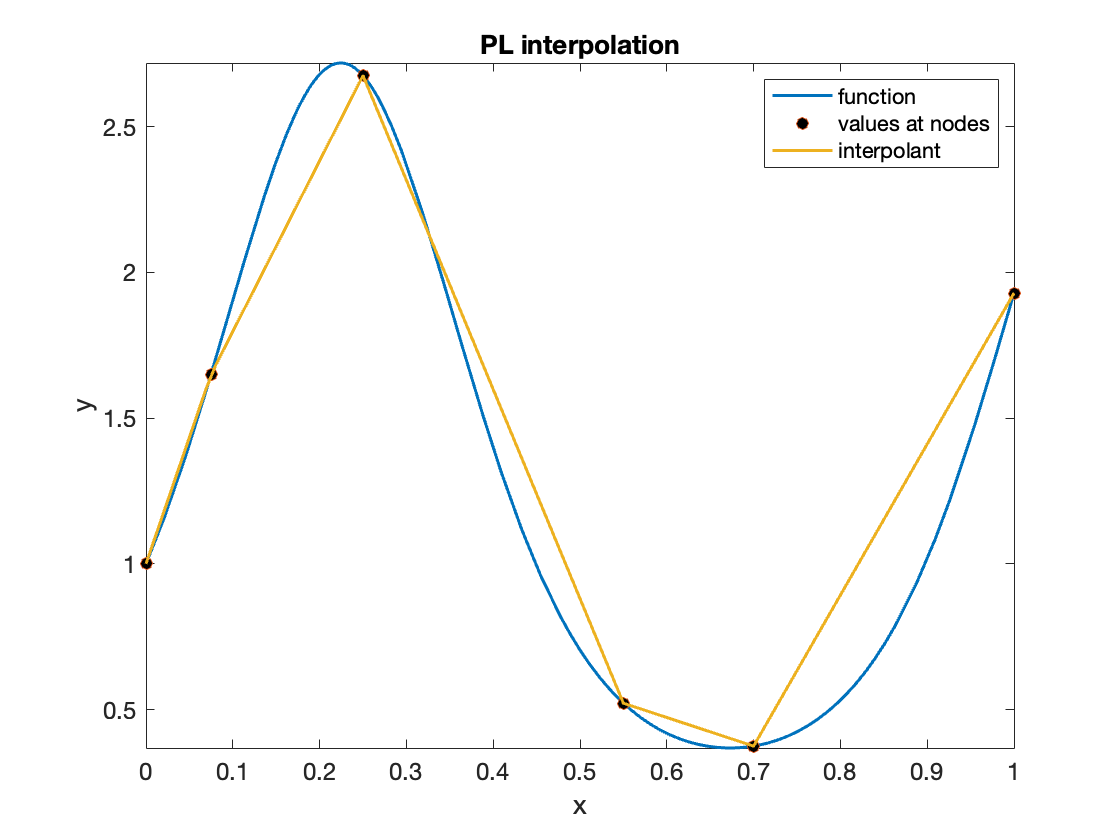 PL interpolation
function
values at nodes
interpolant
2.5
2
1.5
1
0.5
y
0 0.1 0.2 0.3 0.4 0.5 0.6 0.7 0.8 0.9 1
x